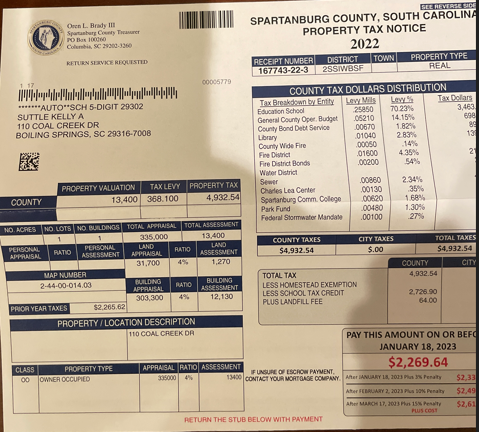 SEE REVERSE SIDE
Oren L. Brady III
Spartanburg County Treasurer
PO Box 100260
Columbia, SC 29202-3260
RETURN SERVICE REQUESTED
SPARTANBURG COUNTY, SOUTH CAROLINA
PROPERTY TAX NOTICE
2022
RECEIPT NUMBER DISTRICT TOWN PROPERTY TYPE
167743-22-3 2SSIWBSF REAL
1 17 00005779
*******AUTO**SCH 5-DIGIT 29302
SUTTLE KELLY A
110 COAL CREEK DR
BOILING SPRINGS, SC 29316-7008
COUNTY TAX DOLLARS DISTRIBUTION
Tax Breakdown by Entity Levy Mills Levy % Tax Dollars
Education School .25850 70.23% 3,463.
General County Oper. Budget .05210 14.15% 698
County Bond Debt Service .00670 1.82% 89
Library .01040 2.83% 139
County Wide Fire .00050 .14%
Fire District .01600 4.35% 21
Fire District Bonds .00200 .54%
Water District
Sewer .00860 2.34%
Charles Lea Center .00130 .35%
Spartanburg Comm. College .00620 1.68%
Park Fund .00480 1.30%
Federal Stormwater Mandate .00100 .27%
PROPERTY VALUATION TAX LEVY PROPERTY TAX
COUNTY 13,400 368.100 4,932.54
NO. ACRES NO. LOTS NO. BUILDINGS TOTAL APPRAISAL TOTAL ASSESSMENT
1 1 335,000 13,400
PERSONAL APPRAISAL RATIO PERSONAL ASSESSMENT LAND APPRAISAL RATIO LAND ASSESSMENT
31,700 4% 1,270
MAP NUMBER BUILDING APPRAISAL RATIO BUILDING ASSESSMENT
2-44-00-014.03 303,300 4% 12,130
PRIOR YEAR TAXES $2,265.62
COUNTY TAXES CITY TAXES TOTAL TAXES
$4,932.54 $.00 $4,932.54
COUNTY CITY
TOTAL TAX 4,932.54
LESS HOMESTEAD EXEMPTION
LESS SCHOOL TAX CREDIT 2,726.90
PLUS LANDFILL FEE 64.00
PROPERTY / LOCATION DESCRIPTION
110 COAL CREEK DR
PAY THIS AMOUNT ON OR BEFO
JANUARY 18, 2023
$2,269.64
After JANUARY 18, 2023 Plus 3% Penalty $2,33
After FEBRUARY 2, 2023 Plus 10% Penalty $2,49
After MARCH 17, 2023 Plus 15% Penalty $2,61
PLUS COST
CLASS PROPERTY TYPE APPRAISAL RATIO ASSESSMENT
OO OWNER OCCUPIED 335000 4% 13400
IF UNSURE OF ESCROW PAYMENT,
CONTACT YOUR MORTGAGE COMPANY.
RETURN THE STUB BELOW WITH PAYMENT